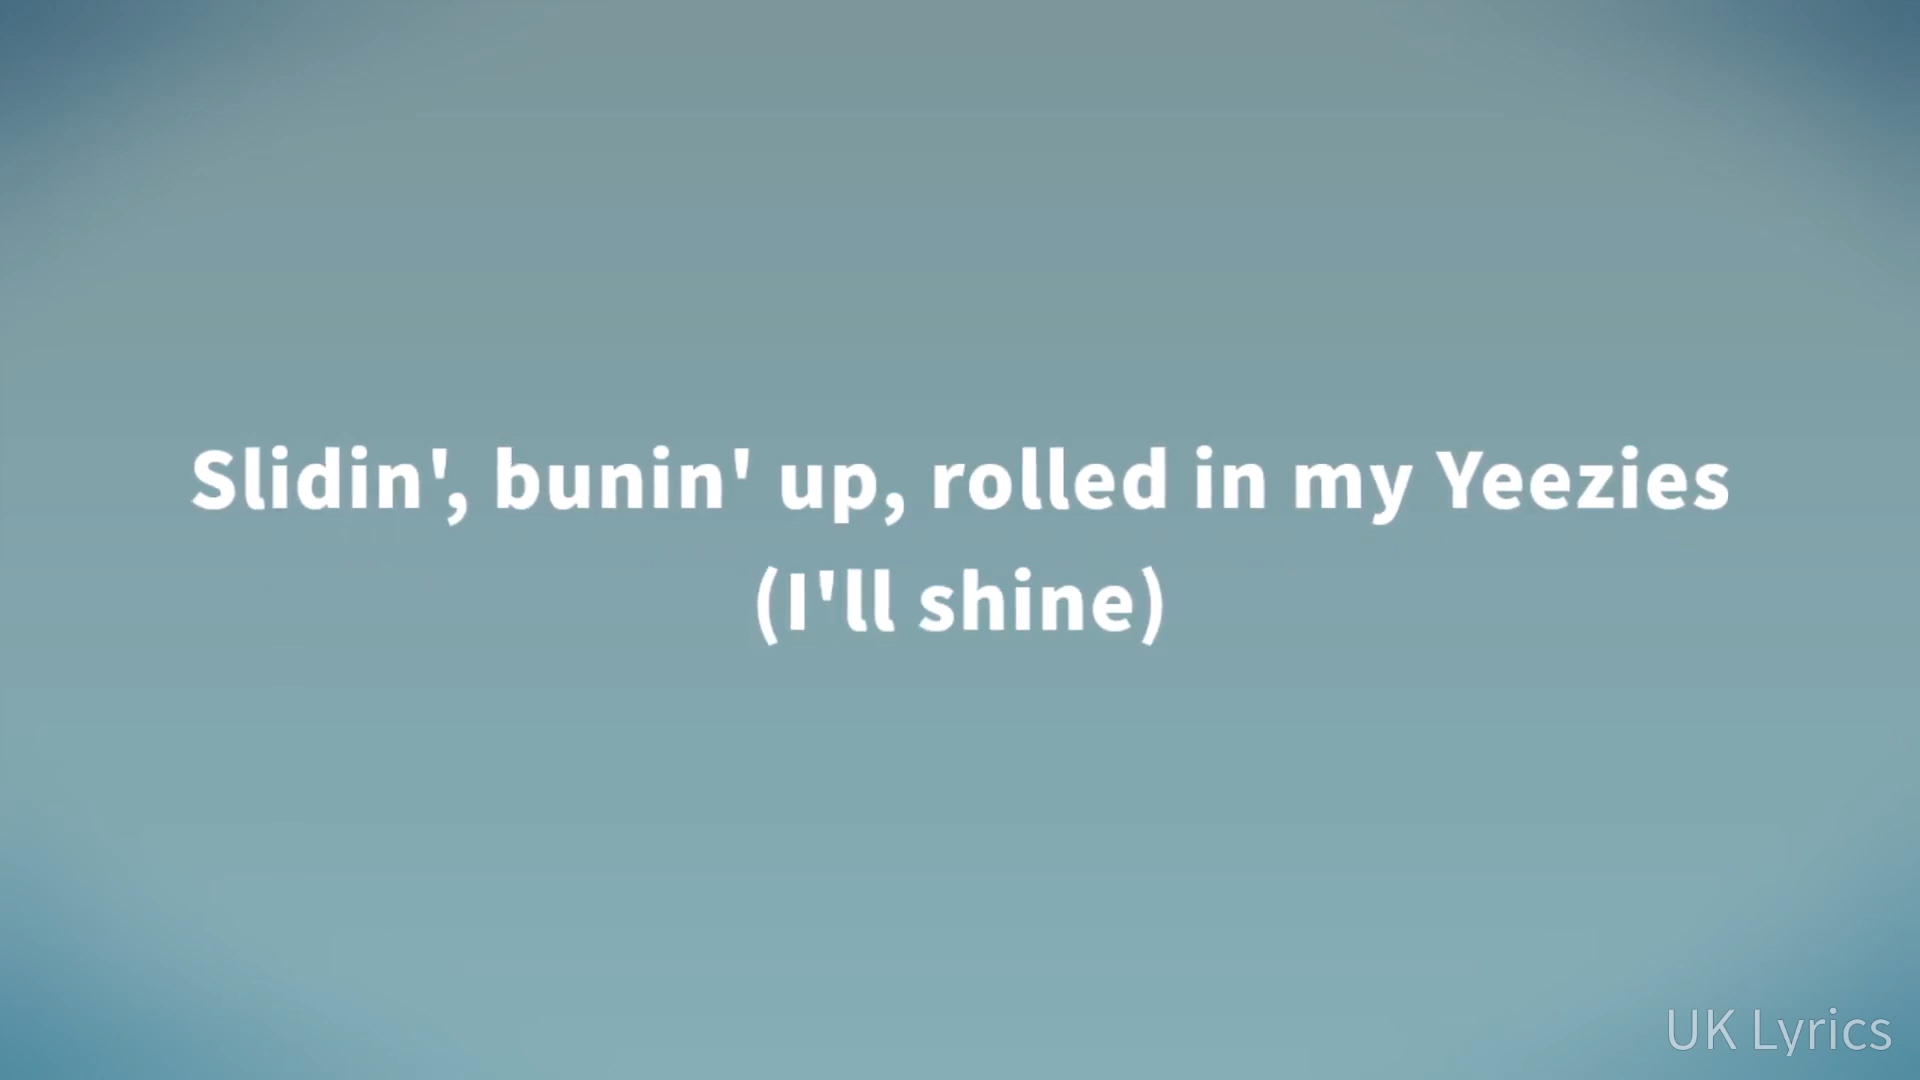 Slidin', bunin' up, rolled in my Yeezies
(I'll shine)
UK Lyrics